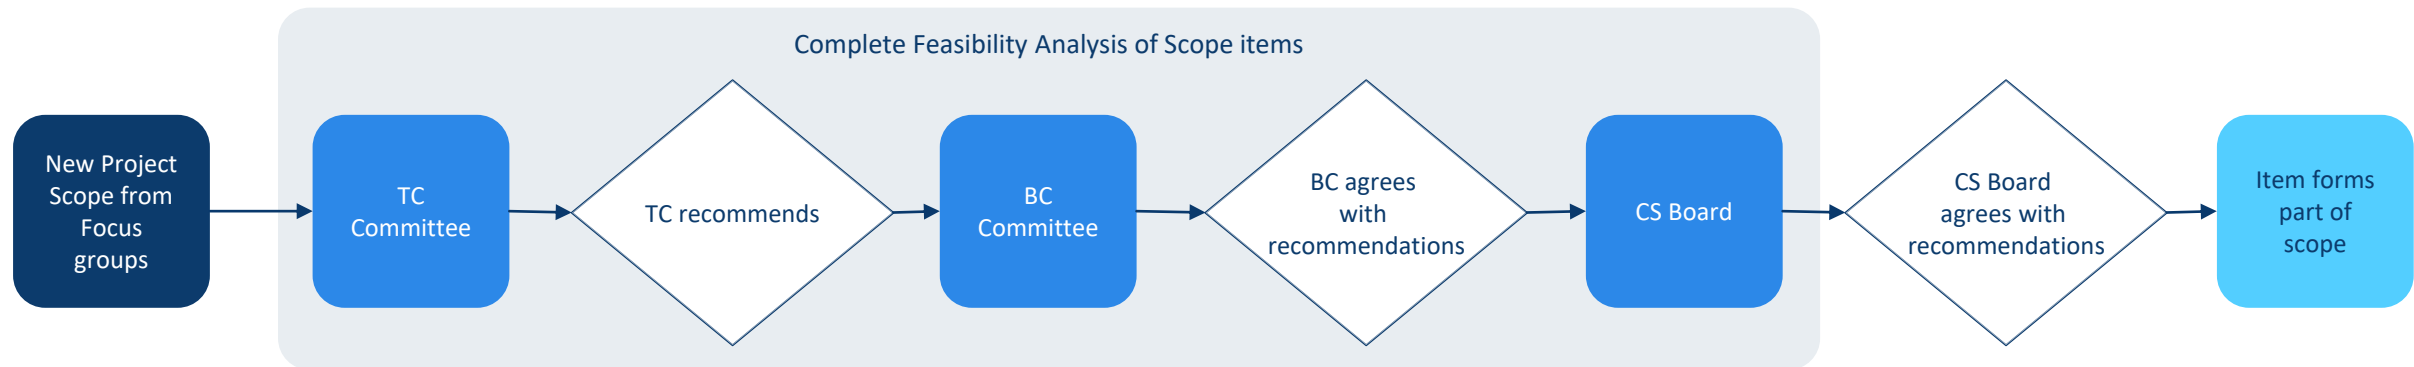 Complete Feasibility Analysis of Scope items
New Project
Scope from
Focus
groups
TC
Committee
TC recommends
BC
Committee
BC agrees
with
recommendations
CS Board
CS Board
agrees with
recommendations
Item forms
part of
scope